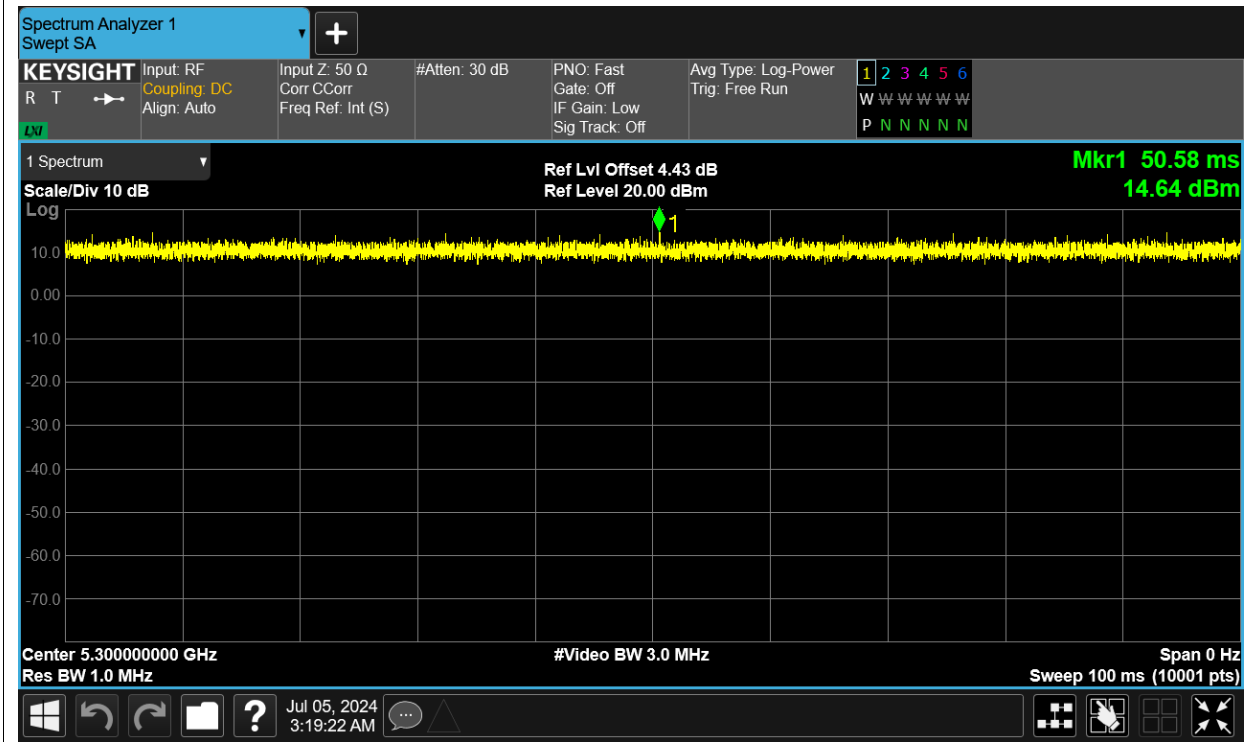 Spectrum Analyzer 1
Swept SA
KEYSIGHT
R T
LXI
Input: RF
Coupling: DC
Align: Auto
Input Z: 50 Ω
Corr CCorr
Freq Ref: Int (S)
#Atten: 30 dB
PNO: Fast
Gate: Off
IF Gain: Low
Sig Track: Off
Avg Type: Log-Power
Trig: Free Run
1 2 3 4 5 6
W W W W W W
P N N N N N
1 Spectrum
Scale/Div 10 dB
Ref Lvl Offset 4.43 dB
Ref Level 20.00 dBm
Mkr1 50.58 ms
14.64 dBm
Log
1
10.0
0.00
-10.0
-20.0
-30.0
-40.0
-50.0
-60.0
-70.0
Center 5.300000000 GHz
#Video BW 3.0 MHz
Span 0 Hz
Res BW 1.0 MHz
Sweep 100 ms (10001 pts)
?
Jul 05, 2024
3:19:22 AM